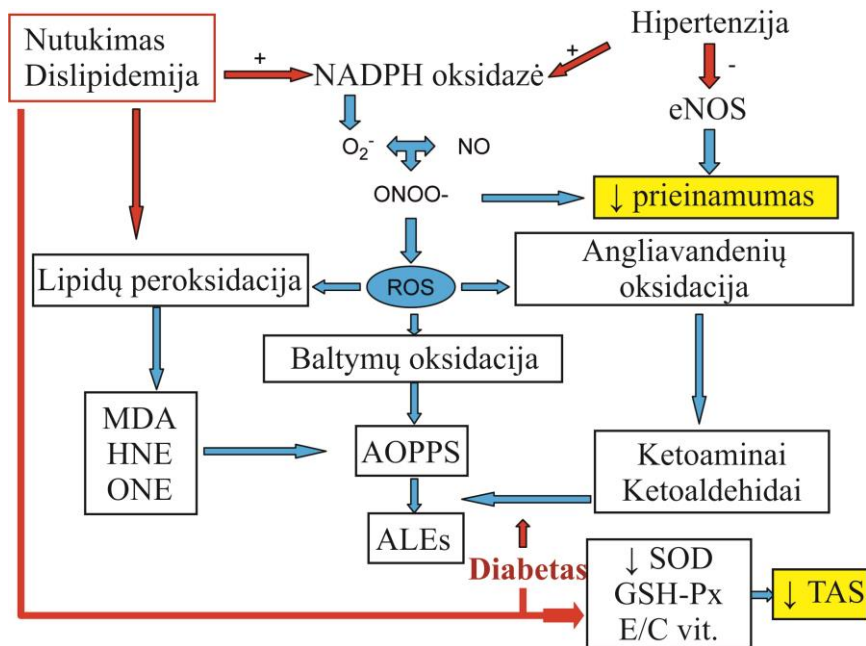 Nutukimas
Dislipidemija
+
NADPH oksidazė
+
Hipertenzija
-
eNOS
O₂⁻
NO
ONOO-
↓ prieinamumas
Lipidų peroksidacija
ROS
Angliavandenių
oksidacija
Baltymų oksidacija
MDA
HNE
ONE
AOPPS
Ketoaminai
Ketoaldehidai
ALEs
Diabetas
↓ SOD
GSH-Px
E/C vit.
↓ TAS